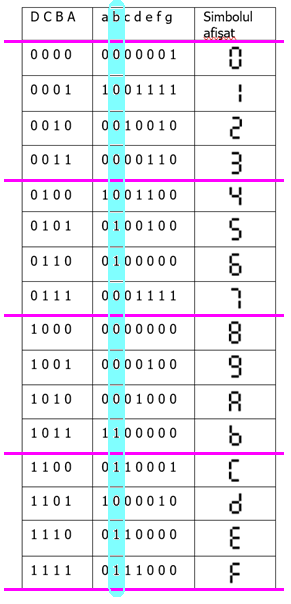 D C B A a b c d e f g Simbolul
afișat
0 0 0 0 0 0 0 0 0 0 1 0
0 0 0 1 1 0 0 1 1 1 1 1
0 0 1 0 0 0 1 0 0 1 0 2
0 0 1 1 0 0 0 0 1 1 0 3
0 1 0 0 1 0 0 1 1 0 0 4
0 1 0 1 0 1 0 0 1 0 0 5
0 1 1 0 0 1 0 0 0 0 0 6
0 1 1 1 0 0 0 1 1 1 1 7
1 0 0 0 0 0 0 0 0 0 0 8
1 0 0 1 0 0 0 0 1 0 0 9
1 0 1 0 0 0 0 1 0 0 0 A
1 0 1 1 1 1 0 0 0 0 0 b
1 1 0 0 0 1 1 0 0 0 1 C
1 1 0 1 1 0 0 0 0 1 0 d
1 1 1 0 0 1 1 0 0 0 0 E
1 1 1 1 0 1 1 1 0 0 0 F